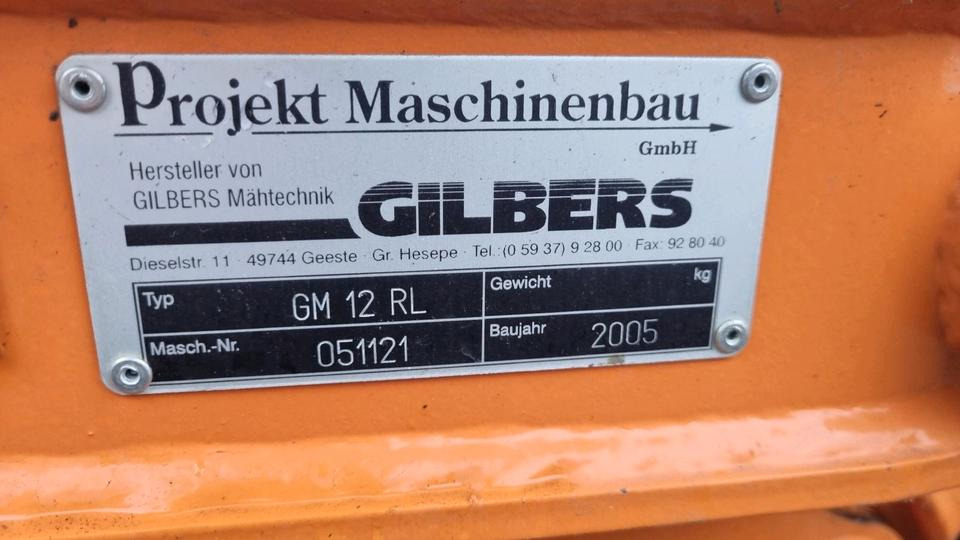 Projekt Maschinenbau
GmbH
Hersteller von
GILBERS Mähtechnik
GILBERS
Dieselstr. 11 · 49744 Geeste · Gr. Hesepe · Tel.:(0 59 37) 9 28 00 · Fax: 92 80 40
Typ GM 12 RL Gewicht kg
Masch.-Nr. 051121 Baujahr 2005